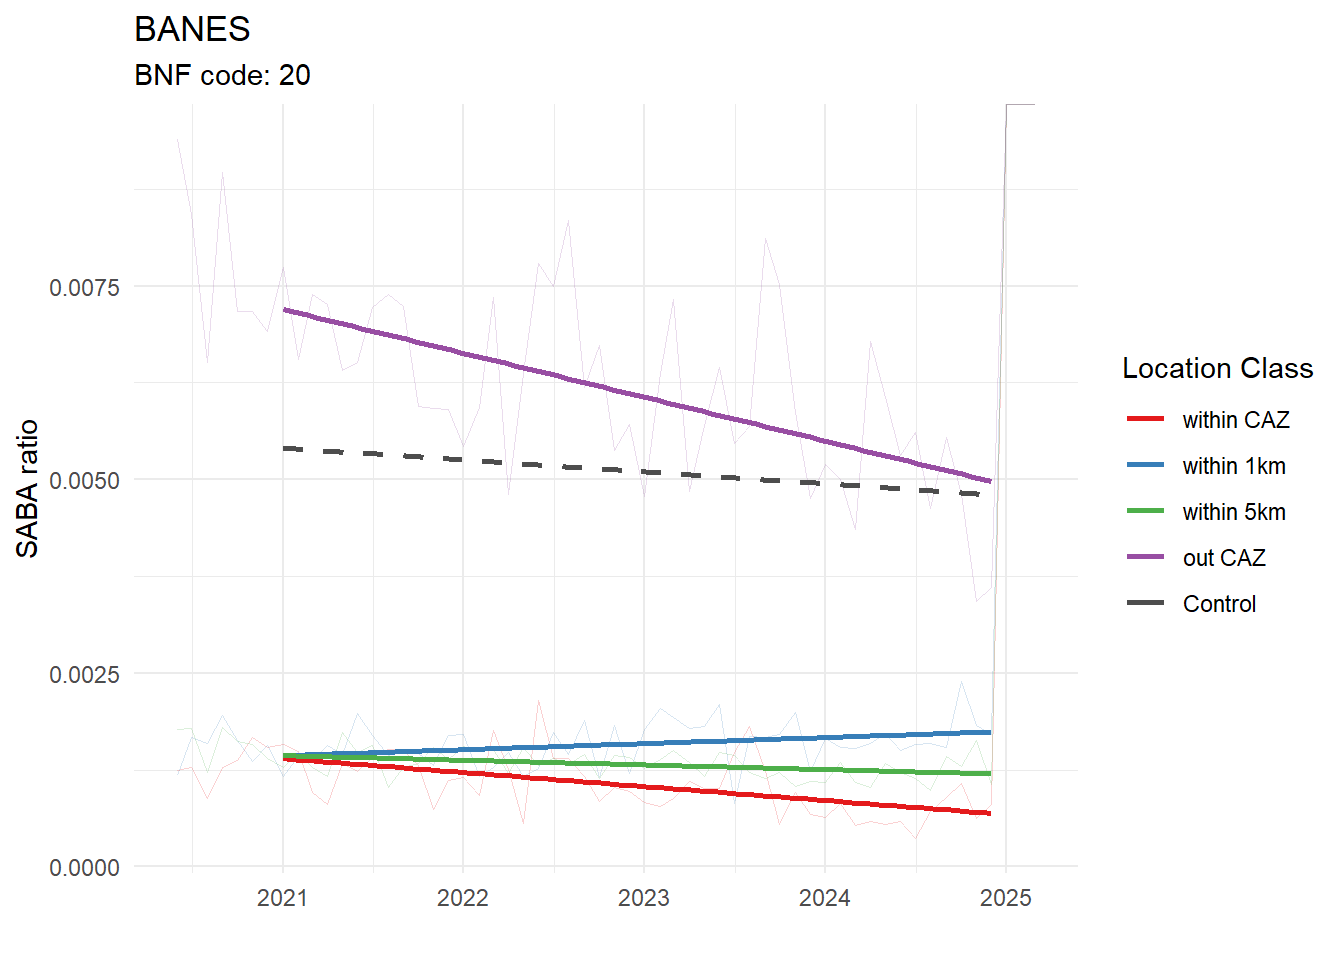 BANES
BNF code: 20
SABA ratio
0.0075
0.0050
0.0025
0.0000
2021
2022
2023
2024
2025
Location Class
within CAZ
within 1km
within 5km
out CAZ
Control